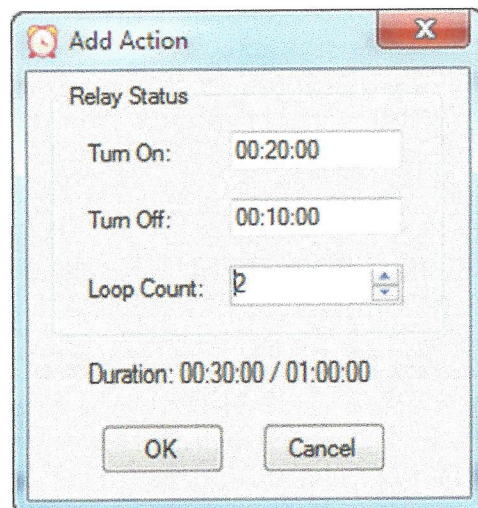 Add Action
X
Relay Status
Turn On: 00:20:00
Turn Off: 00:10:00
Loop Count: 2
Duration: 00:30:00 / 01:00:00
OK Cancel